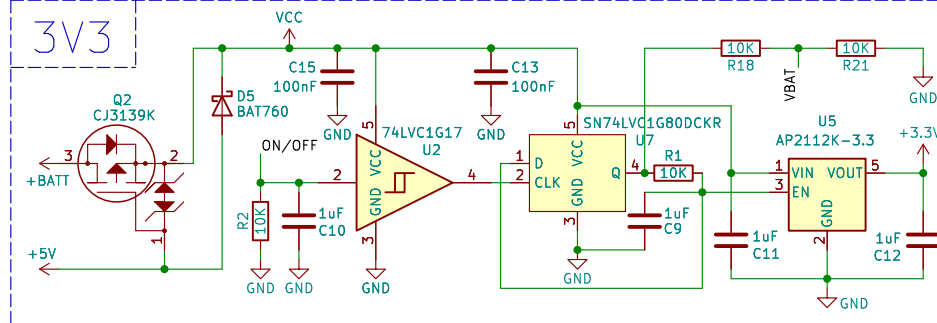 3V3
VCC
10K
R18
10K
R21
VBAT
GND
C15
100nF
GND
C13
100nF
GND
Q2
CJ3139K
3
2
1
+BATT
+5V
D5
BAT760
ON/OFF
R2
10K
GND
1uF
C10
GND
74LVC1G17
U2
5
VCC
2
4
GND
3
GND
SN74LVC1G80DCKR
U7
5
VCC
1
D
2
CLK
Q
4
GND
3
GND
R1
10K
1uF
C9
U5
AP2112K-3.3
1
VIN
VOUT
5
3
EN
GND
2
GND
+3.3V
1uF
C11
1uF
C12